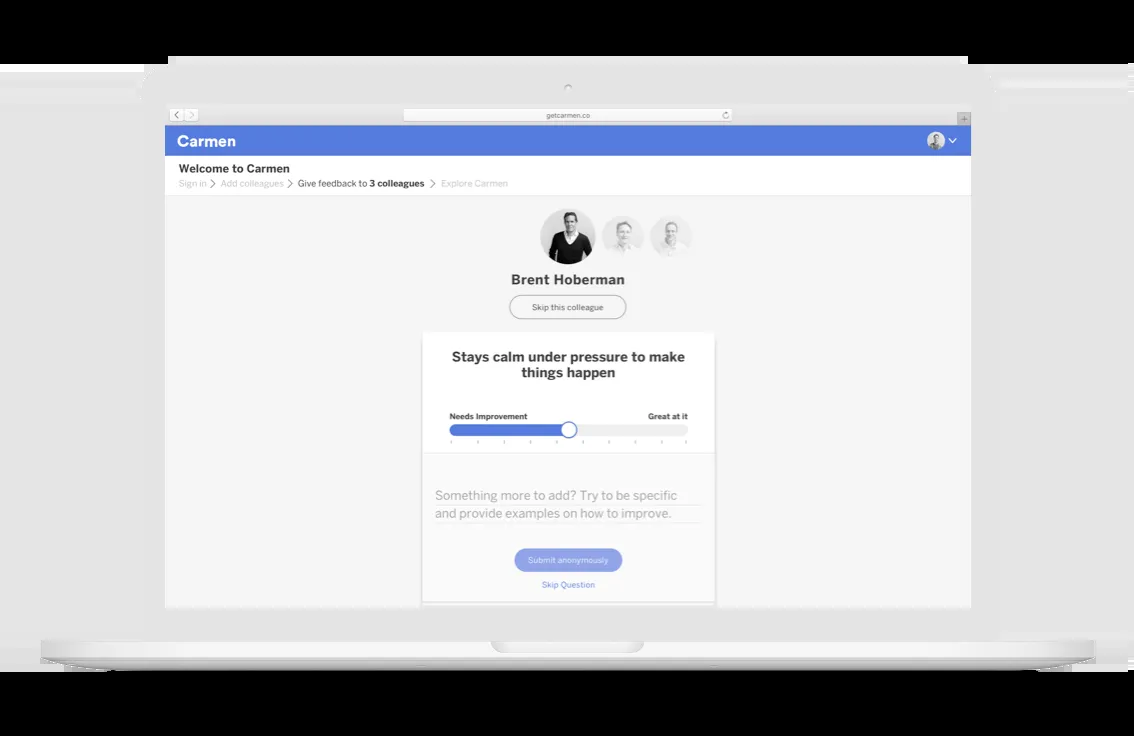 getcarmen.co
Carmen
Welcome to Carmen
Sign in > Add colleagues > Give feedback to 3 colleagues > Explore Carmen
Brent Hoberman
Skip this colleague
Stays calm under pressure to make
things happen
Needs Improvement Great at it
Something more to add? Try to be specific
and provide examples on how to improve.
Submit anonymously
Skip Question